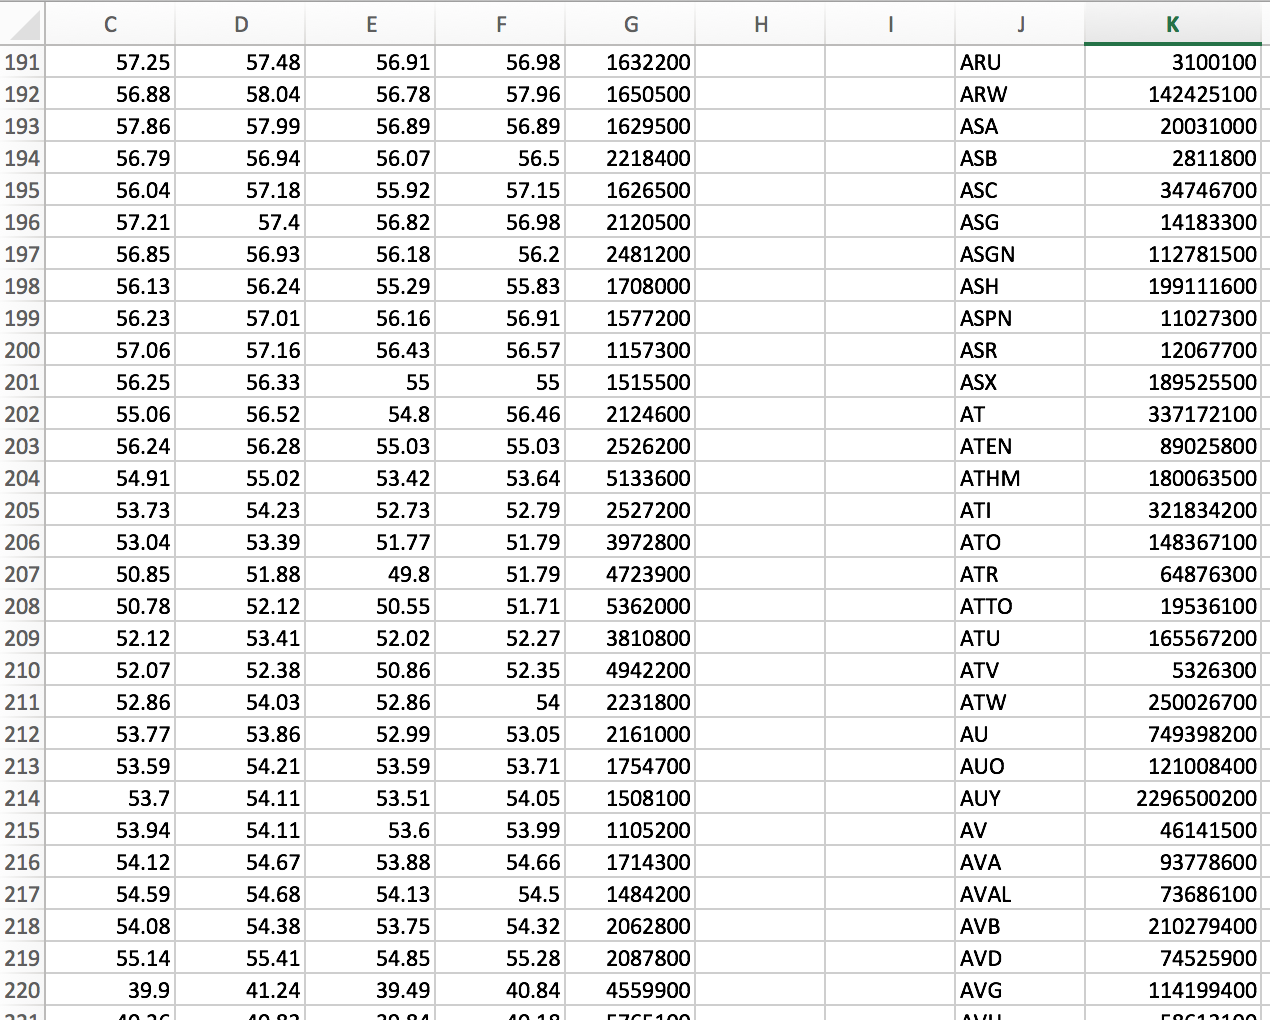 C D E F G H I J K
191 57.25 57.48 56.91 56.98 1632200 ARU 3100100
192 56.88 58.04 56.78 57.96 1650500 ARW 142425100
193 57.86 57.99 56.89 56.89 1629500 ASA 20031000
194 56.79 56.94 56.07 56.5 2218400 ASB 2811800
195 56.04 57.18 55.92 57.15 1626500 ASC 34746700
196 57.21 57.4 56.82 56.98 2120500 ASG 14183300
197 56.85 56.93 56.18 56.2 2481200 ASGN 112781500
198 56.13 56.24 55.29 55.83 1708000 ASH 199111600
199 56.23 57.01 56.16 56.91 1577200 ASPN 11027300
200 57.06 57.16 56.43 56.57 1157300 ASR 12067700
201 56.25 56.33 55 55 1515500 ASX 189525500
202 55.06 56.52 54.8 56.46 2124600 AT 337172100
203 56.24 56.28 55.03 55.03 2526200 ATEN 89025800
204 54.91 55.02 53.42 53.64 5133600 ATHM 180063500
205 53.73 54.23 52.73 52.79 2527200 ATI 321834200
206 53.04 53.39 51.77 51.79 3972800 ATO 148367100
207 50.85 51.88 49.8 51.79 4723900 ATR 64876300
208 50.78 52.12 50.55 51.71 5362000 ATTO 19536100
209 52.12 53.41 52.02 52.27 3810800 ATU 165567200
210 52.07 52.38 50.86 52.35 4942200 ATV 5326300
211 52.86 54.03 52.86 54 2231800 ATW 250026700
212 53.77 53.86 52.99 53.05 2161000 AU 749398200
213 53.59 54.21 53.59 53.71 1754700 AUO 121008400
214 53.7 54.11 53.51 54.05 1508100 AUY 2296500200
215 53.94 54.11 53.6 53.99 1105200 AV 46141500
216 54.12 54.67 53.88 54.66 1714300 AVA 93778600
217 54.59 54.68 54.13 54.5 1484200 AVAL 73686100
218 54.08 54.38 53.75 54.32 2062800 AVB 210279400
219 55.14 55.41 54.85 55.28 2087800 AVD 74525900
220 39.9 41.24 39.49 40.84 4559900 AVG 114199400